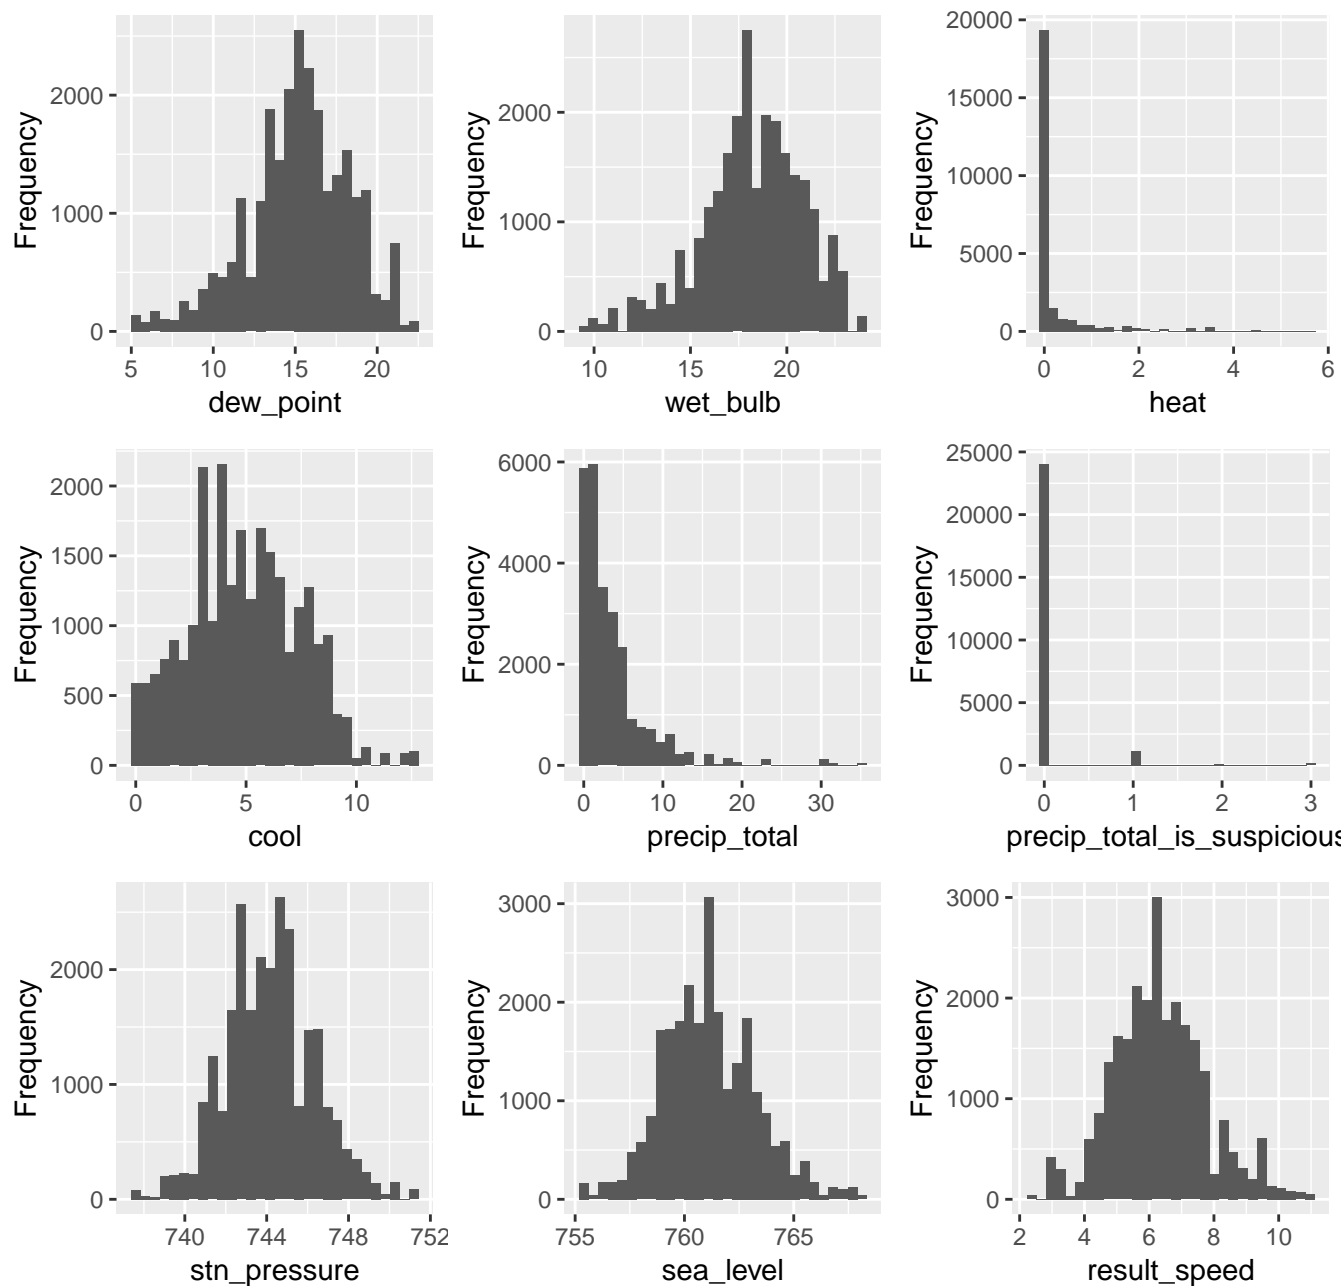 Frequency
2000
1000
0
5 10 15 20
dew_point
Frequency
2000
1000
0
10 15 20
wet_bulb
Frequency
20000
15000
10000
5000
0
0 2 4 6
heat
Frequency
2000
1500
1000
500
0
0 5 10
cool
Frequency
6000
4000
2000
0
0 10 20 30
precip_total
Frequency
25000
20000
15000
10000
5000
0
0 1 2 3
precip_total_is_suspicious
Frequency
2000
1000
0
740 744 748 752
stn_pressure
Frequency
3000
2000
1000
0
755 760 765
sea_level
Frequency
3000
2000
1000
0
2 4 6 8 10
result_speed